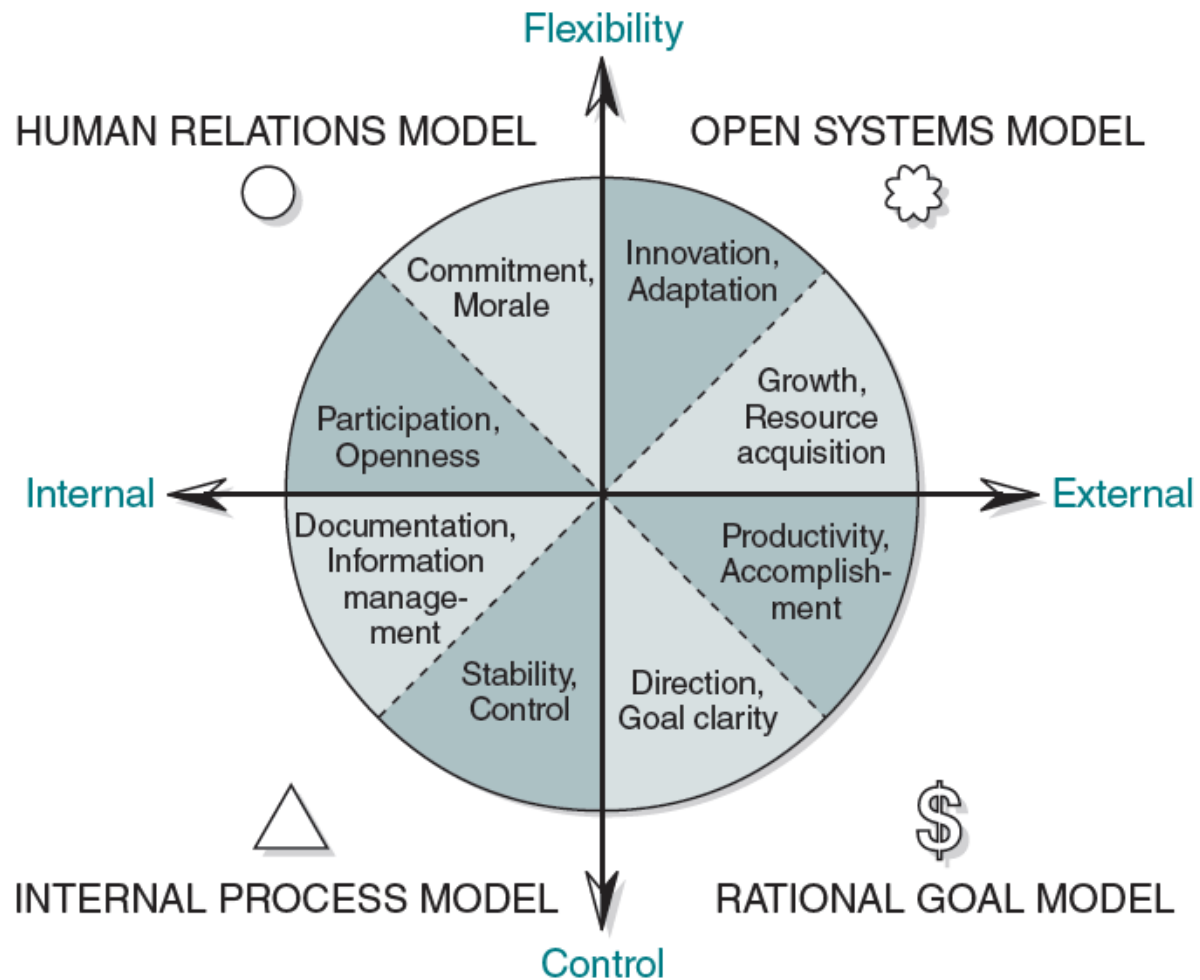 Flexibility
HUMAN RELATIONS MODEL
OPEN SYSTEMS MODEL
Commitment,
Morale
Innovation,
Adaptation
Participation,
Openness
Growth,
Resource
acquisition
Internal
External
Documentation,
Information
manage-
ment
Productivity,
Accomplish-
ment
Stability,
Control
Direction,
Goal clarity
$
INTERNAL PROCESS MODEL
RATIONAL GOAL MODEL
Control